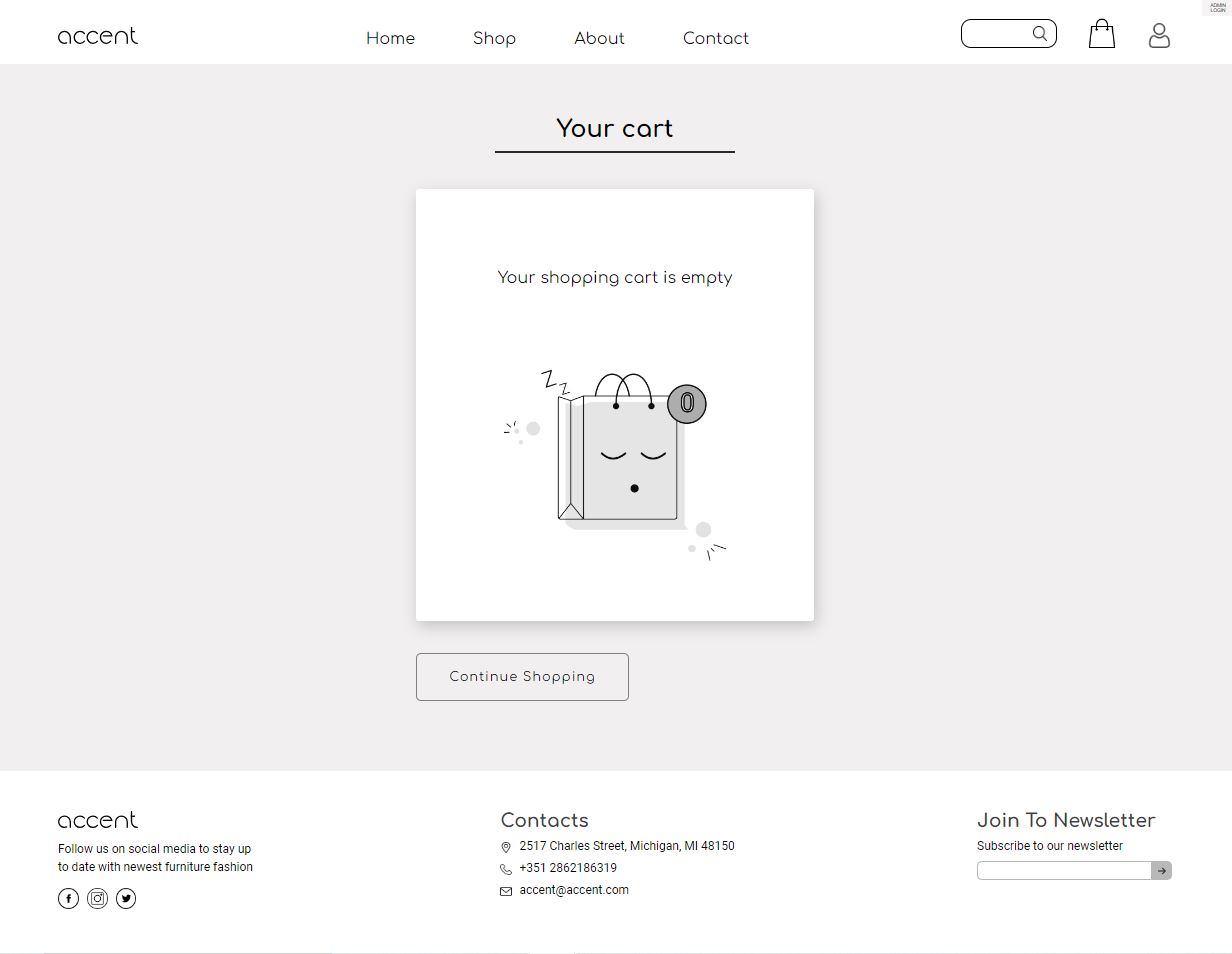 ADMIN
LOGIN
accent
Home
Shop
About
Contact
Your cart
Your shopping cart is empty
Z
Z
0
Continue Shopping
accent
Follow us on social media to stay up
to date with newest furniture fashion
Contacts
2517 Charles Street, Michigan, MI 48150
+351 2862186319
accent@accent.com
Join To Newsletter
Subscribe to our newsletter